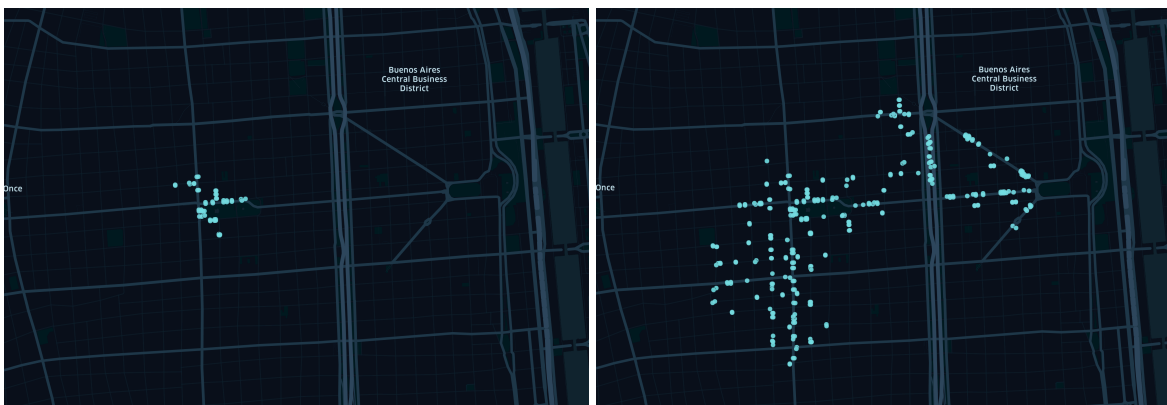 Buenos Aires
Central Business
District
Once
Buenos Aires
Central Business
District
Once